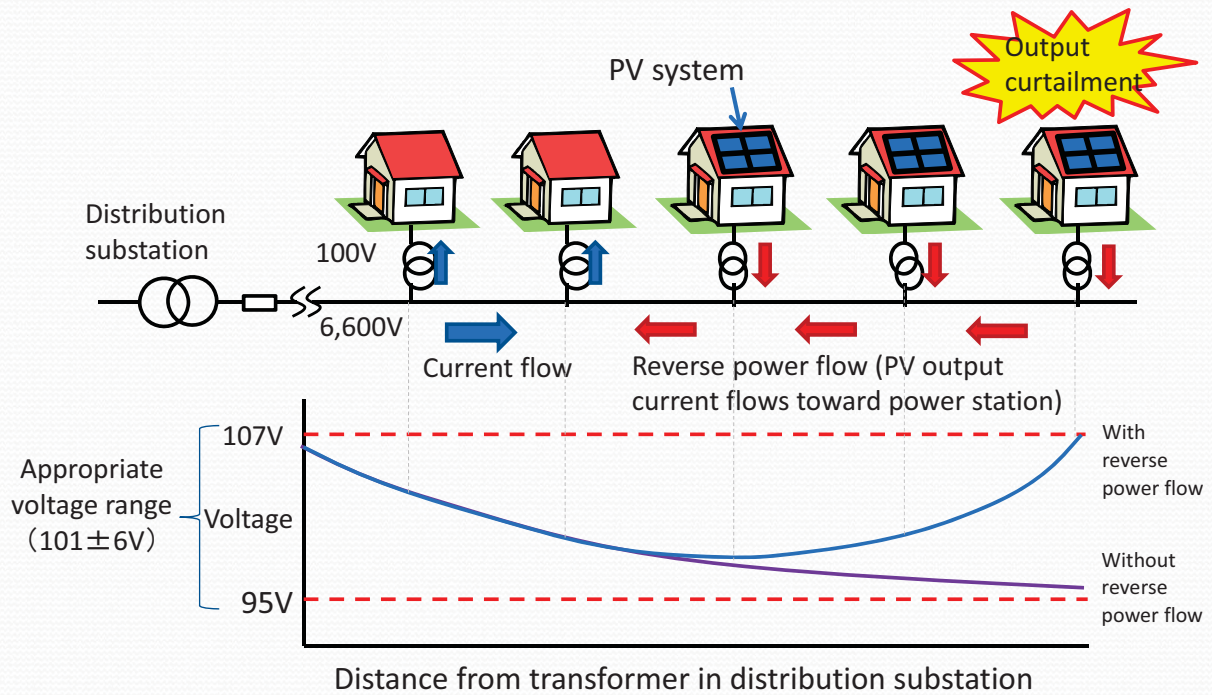 Output
curtailment
PV system
Distribution
substation
100V
6,600V
Current flow
Reverse power flow (PV output
current flows toward power station)
107V
With
reverse
power flow
Appropriate
voltage range
（101±6V）
Voltage
Without
reverse
power flow
95V
Distance from transformer in distribution substation